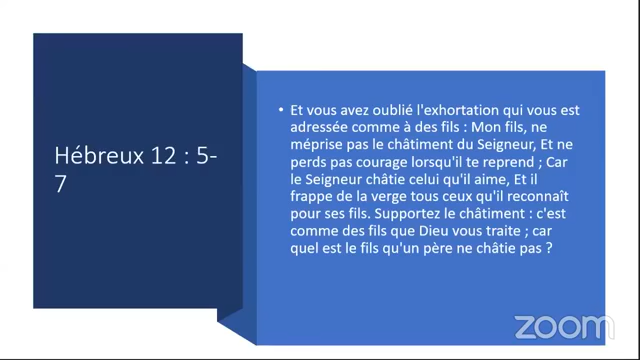 Hébreux 12 : 5-
7
• Et vous avez oublié l'exhortation qui vous est
adressée comme à des fils : Mon fils, ne
méprise pas le châtiment du Seigneur, Et ne
perds pas courage lorsqu'il te reprend ; Car
le Seigneur châtie celui qu'il aime, Et il
frappe de la verge tous ceux qu'il reconnaît
pour ses fils. Supportez le châtiment : c'est
comme des fils que Dieu vous traite ; car
quel est le fils qu'un père ne châtie pas ?
zoom